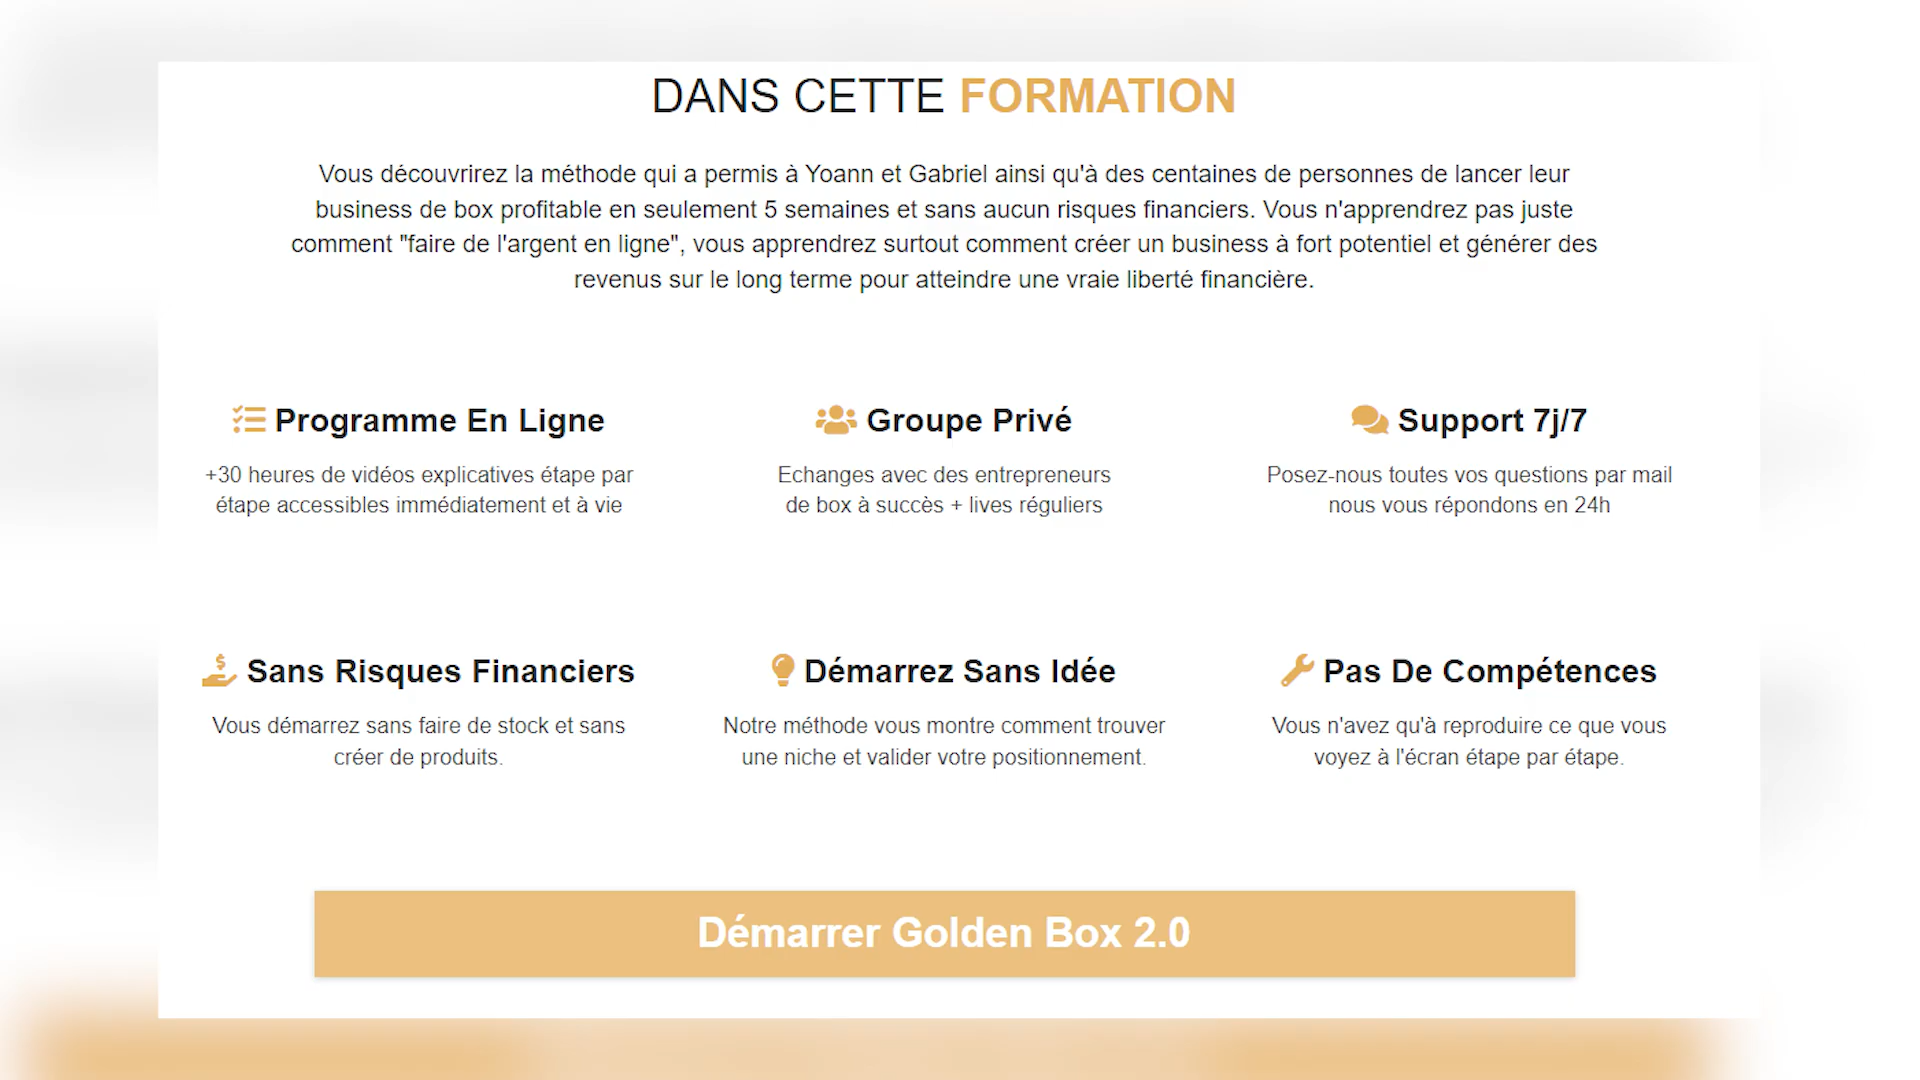 DANS CETTE FORMATION
Vous découvrirez la méthode qui a permis à Yoann et Gabriel ainsi qu'à des centaines de personnes de lancer leur
business de box profitable en seulement 5 semaines et sans aucun risques financiers. Vous n'apprendrez pas juste
comment "faire de l'argent en ligne", vous apprendrez surtout comment créer un business à fort potentiel et générer des
revenus sur le long terme pour atteindre une vraie liberté financière.
Programme En Ligne
+30 heures de vidéos explicatives étape par
étape accessibles immédiatement et à vie
Groupe Privé
Echanges avec des entrepreneurs
de box à succès + lives réguliers
Support 7j/7
Posez-nous toutes vos questions par mail
nous vous répondons en 24h
Sans Risques Financiers
Vous démarrez sans faire de stock et sans
créer de produits.
Démarrez Sans Idée
Notre méthode vous montre comment trouver
une niche et valider votre positionnement.
Pas De Compétences
Vous n'avez qu'à reproduire ce que vous
voyez à l'écran étape par étape.
Démarrer Golden Box 2.0